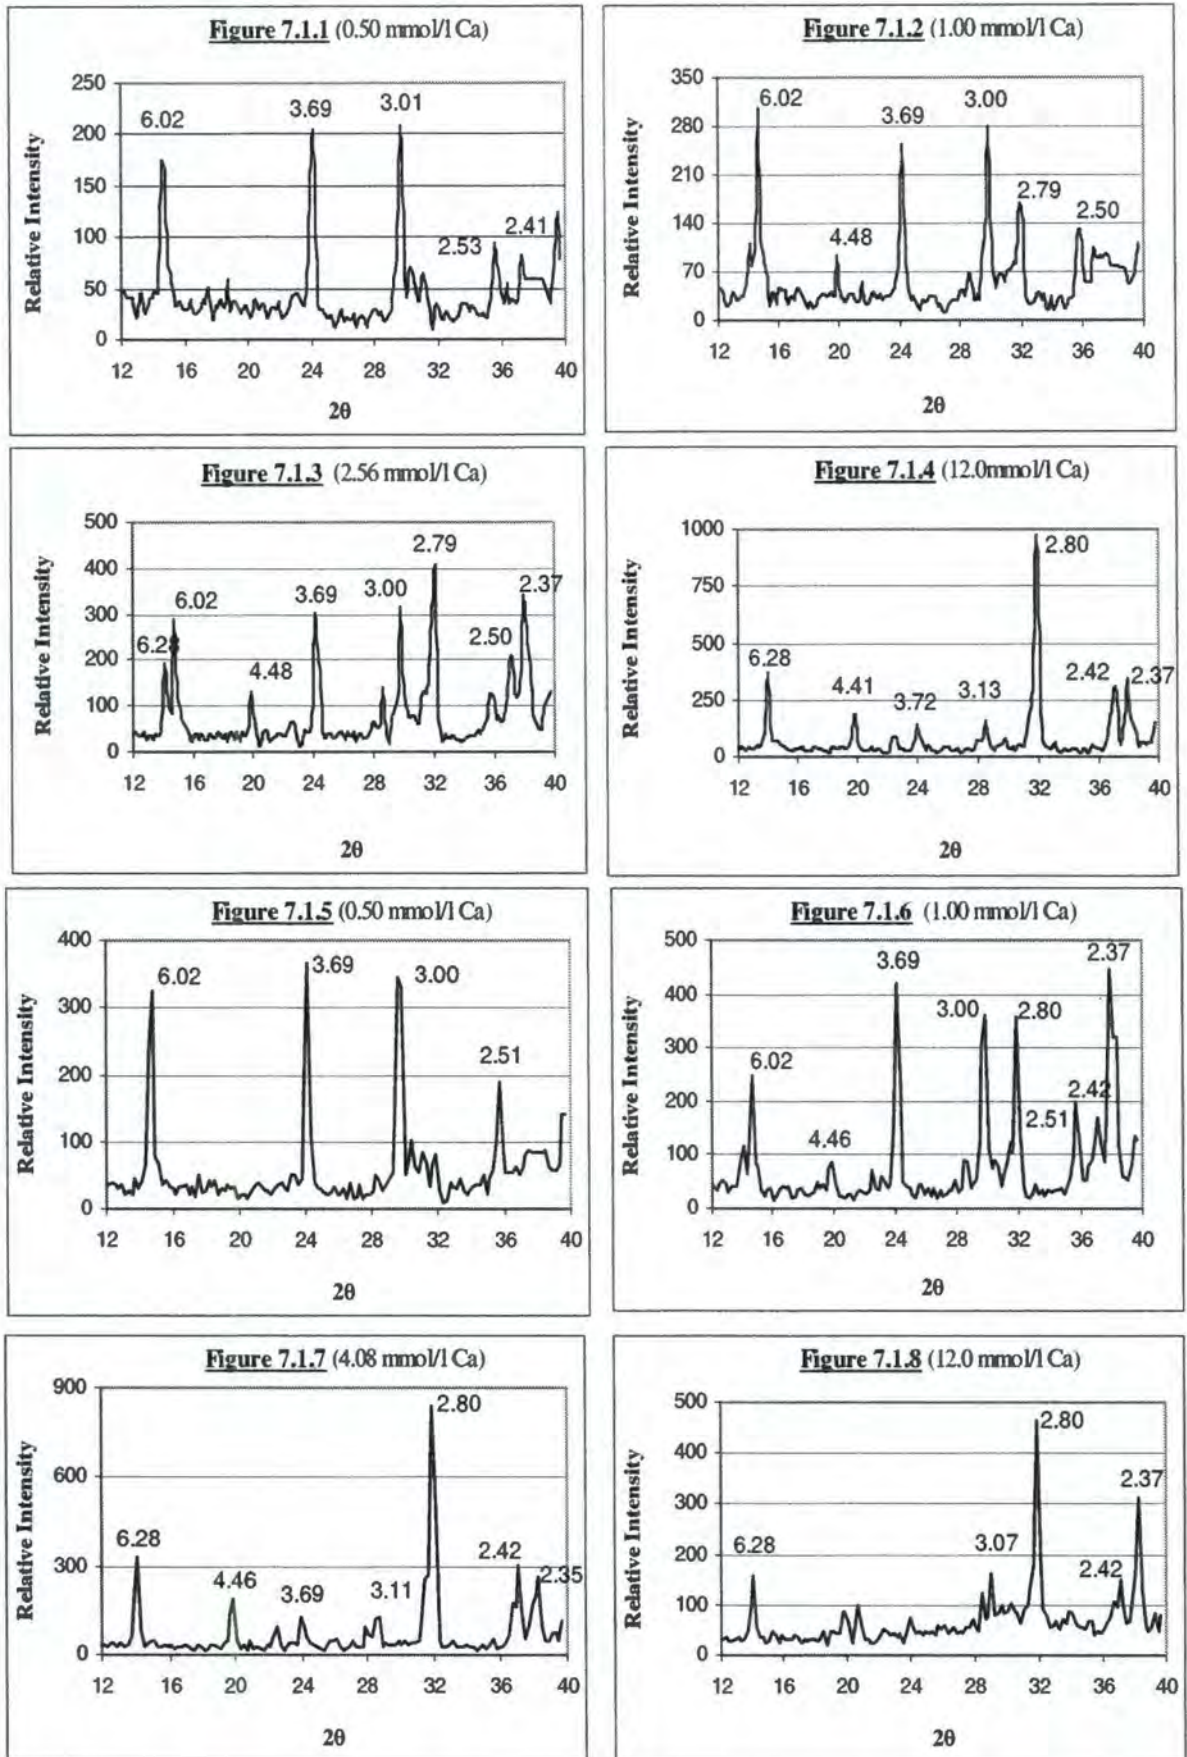 Figure 7.1.1 (0.50 mmol/l Ca)
Relative Intensity
250
200
150
100
50
0
6.02
3.69
3.01
2.53
2.41
12 16 20 24 28 32 36 40
2θ
Figure 7.1.2 (1.00 mmol/l Ca)
Relative Intensity
350
280
210
140
70
0
6.02
4.48
3.69
3.00
2.79
2.50
12 16 20 24 28 32 36 40
2θ
Figure 7.1.3 (2.56 mmol/l Ca)
Relative Intensity
500
400
300
200
100
0
6.28
6.02
4.48
3.69
3.00
2.79
2.50
2.37
12 16 20 24 28 32 36 40
2θ
Figure 7.1.4 (12.0mmol/l Ca)
Relative Intensity
1000
750
500
250
0
6.28
4.41
3.72
3.13
2.80
2.42
2.37
12 16 20 24 28 32 36 40
2θ
Figure 7.1.5 (0.50 mmol/l Ca)
Relative Intensity
400
300
200
100
0
6.02
3.69
3.00
2.51
12 16 20 24 28 32 36 40
2θ
Figure 7.1.6 (1.00 mmol/l Ca)
Relative Intensity
500
400
300
200
100
0
6.02
4.46
3.69
3.00
2.80
2.51
2.42
2.37
12 16 20 24 28 32 36 40
2θ
Figure 7.1.7 (4.08 mmol/l Ca)
Relative Intensity
900
600
300
0
6.28
4.46
3.69
3.11
2.80
2.42
2.35
12 16 20 24 28 32 36 40
2θ
Figure 7.1.8 (12.0 mmol/l Ca)
Relative Intensity
500
400
300
200
100
0
6.28
3.07
2.80
2.42
2.37
12 16 20 24 28 32 36 40
2θ